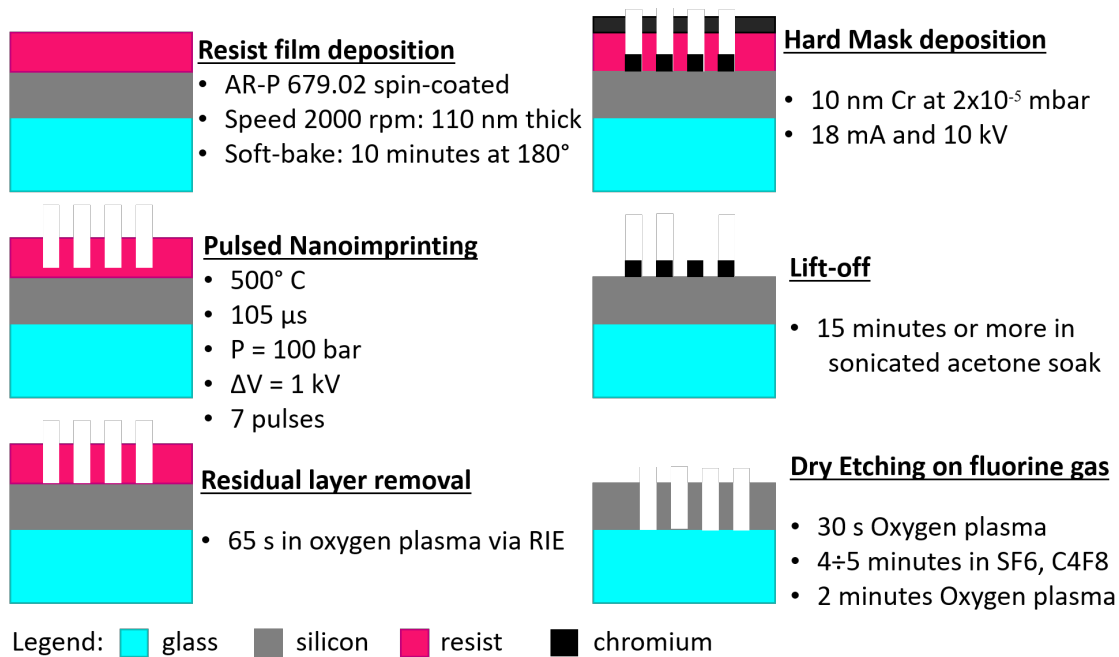 Resist film deposition
• AR-P 679.02 spin-coated
• Speed 2000 rpm: 110 nm thick
• Soft-bake: 10 minutes at 180°
Pulsed Nanoimprinting
• 500° C
• 105 µs
• P = 100 bar
• ΔV = 1 kV
• 7 pulses
Residual layer removal
• 65 s in oxygen plasma via RIE
Hard Mask deposition
• 10 nm Cr at 2x10⁻⁵ mbar
• 18 mA and 10 kV
Lift-off
• 15 minutes or more in
sonicated acetone soak
Dry Etching on fluorine gas
• 30 s Oxygen plasma
• 4÷5 minutes in SF6, C4F8
• 2 minutes Oxygen plasma
Legend: glass silicon resist chromium